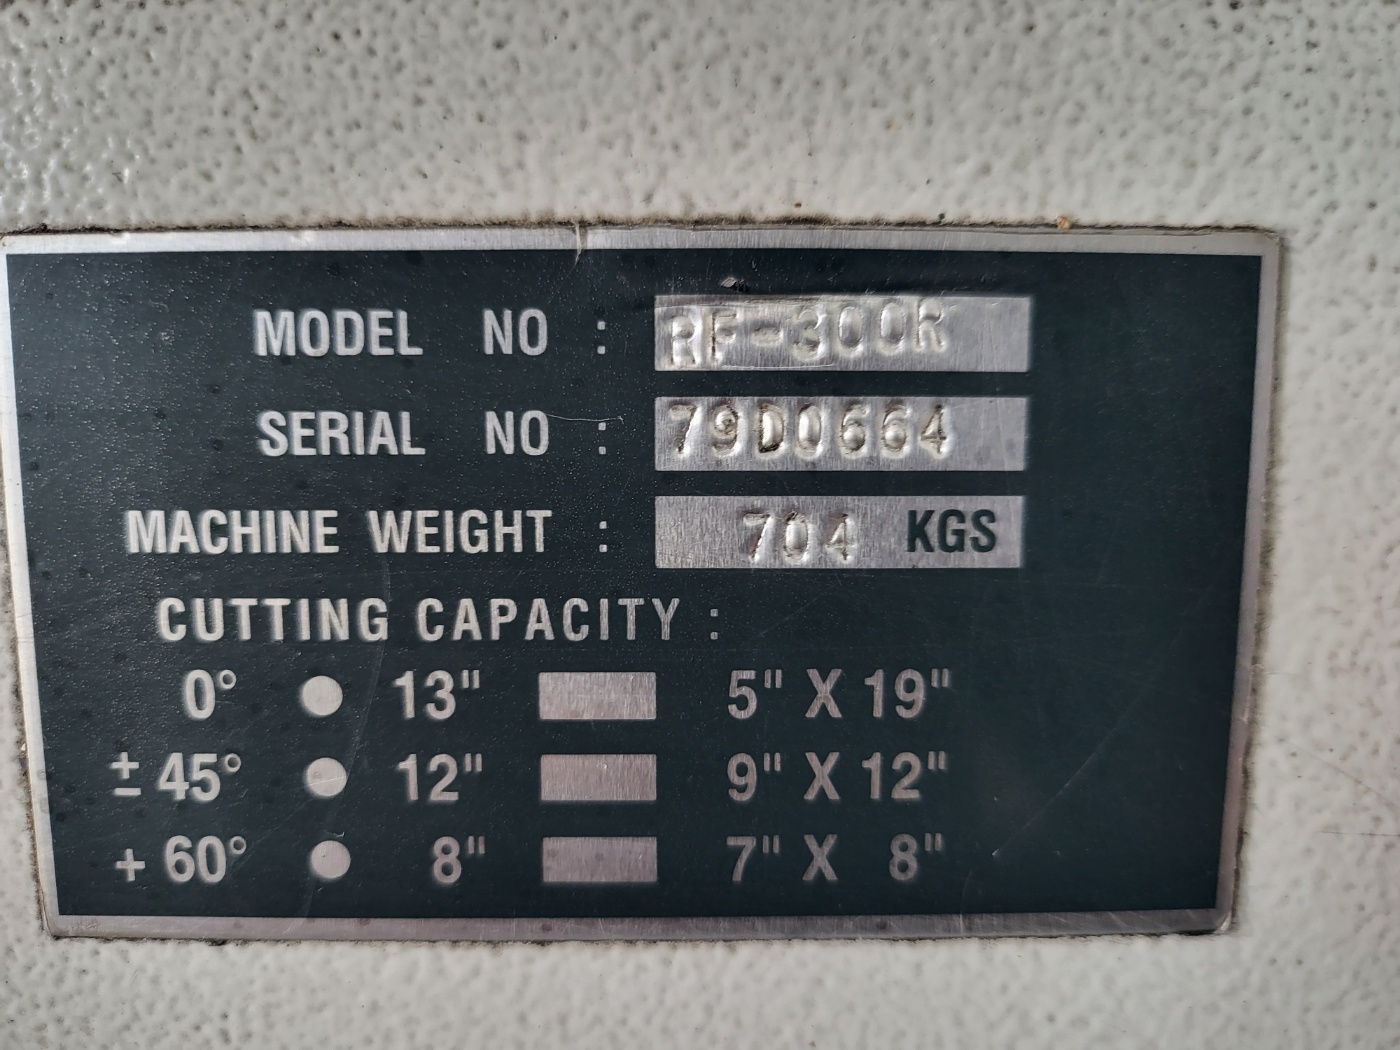 MODEL NO : RF-300R
SERIAL NO : 79D0664
MACHINE WEIGHT : 704 KGS
CUTTING CAPACITY :
0° ● 13" ▬ 5" X 19"
± 45° ● 12" ▬ 9" X 12"
+ 60° ● 8" ▬ 7" X 8"